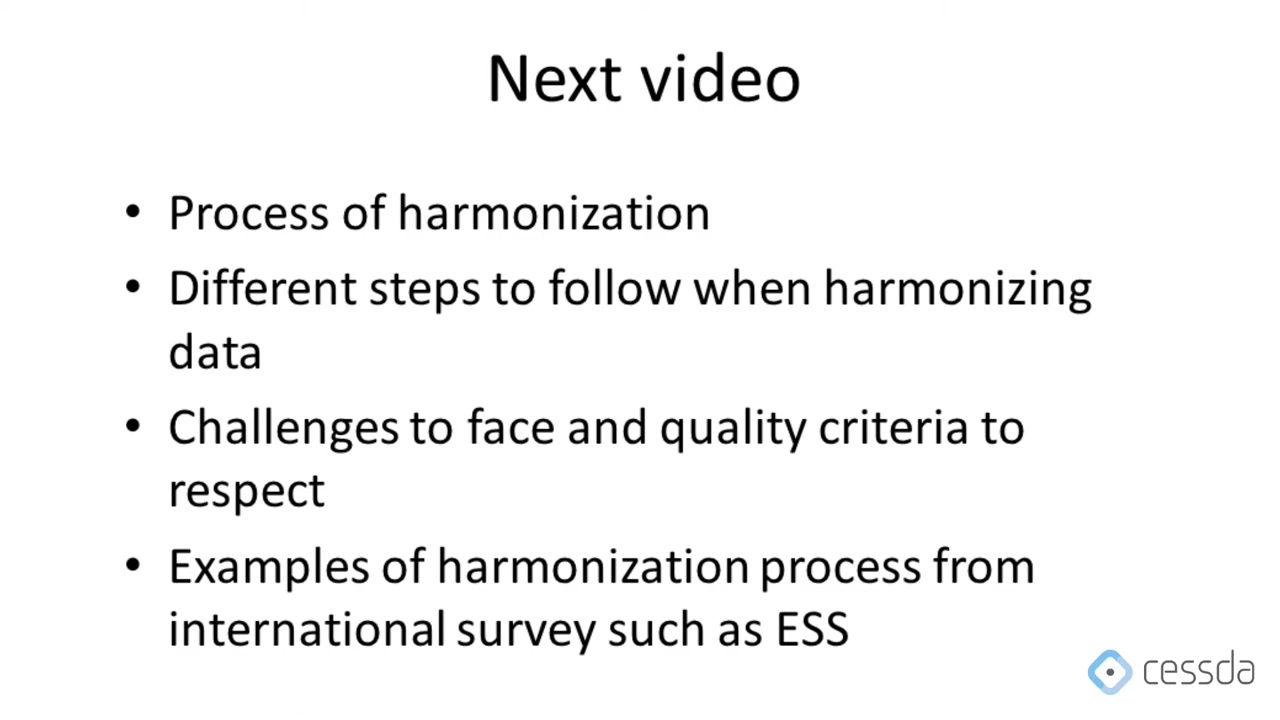 Next video
• Process of harmonization
• Different steps to follow when harmonizing
data
• Challenges to face and quality criteria to
respect
• Examples of harmonization process from
international survey such as ESS
cessda